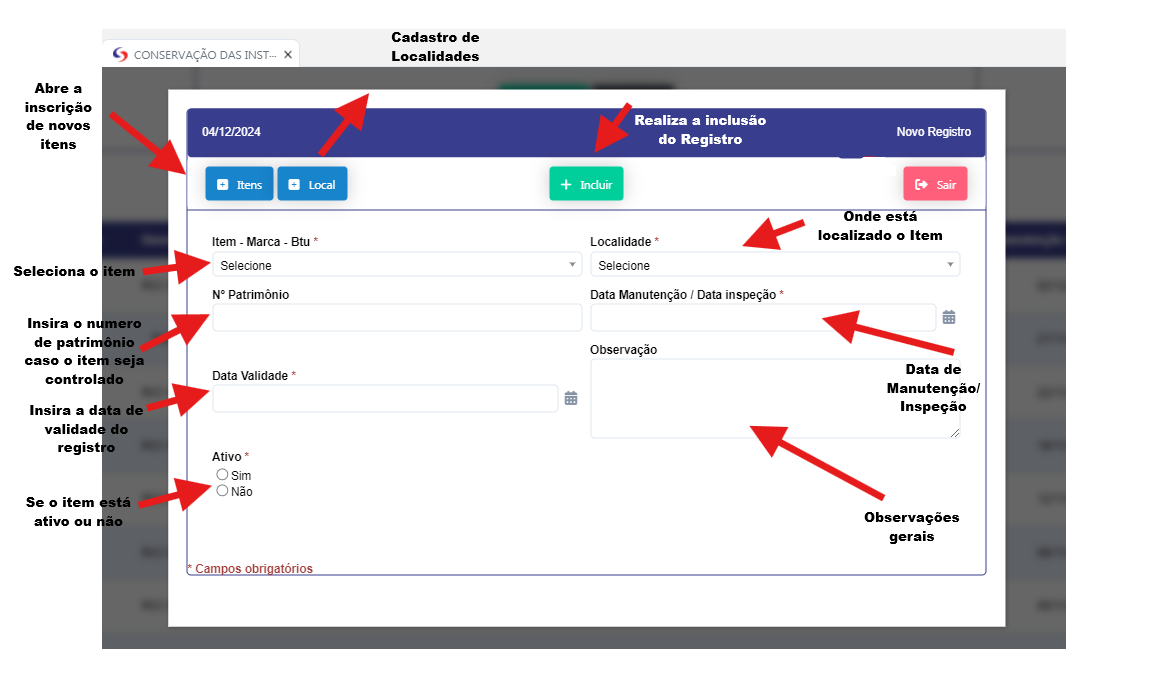 Cadastro de
Localidades
CONSERVAÇÃO DAS INST...
Abre a
inscrição
de novos
itens
04/12/2024
Realiza a inclusão
do Registro
Novo Registro
Itens
Local
Incluir
Sair
Onde está
localizado o Item
Item - Marca - Btu *
Localidade *
Seleciona o item
Selecione
Selecione
Nº Patrimônio
Data Manutenção / Data inspeção *
Insira o numero
de patrimônio
caso o item seja
controlado
Observação
Data de
Manutenção/
Inspeção
Data Validade *
Insira a data de
validade do
registro
Ativo *
Sim
Não
Se o item está
ativo ou não
Observações
gerais
* Campos obrigatórios